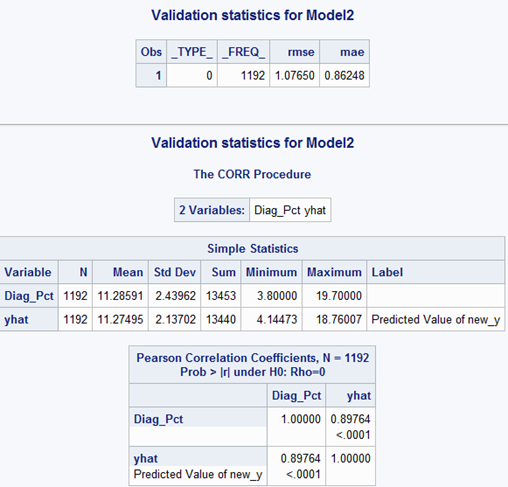 Validation statistics for Model2
Obs _TYPE_ _FREQ_ rmse mae
1 0 1192 1.07650 0.86248
Validation statistics for Model2
The CORR Procedure
2 Variables: Diag_Pct yhat
Simple Statistics
Variable N Mean Std Dev Sum Minimum Maximum Label
Diag_Pct 1192 11.28591 2.43962 13453 3.80000 19.70000
yhat 1192 11.27495 2.13702 13440 4.14473 18.76007 Predicted Value of new_y
Pearson Correlation Coefficients, N = 1192
Prob > |r| under H0: Rho=0
Diag_Pct yhat
Diag_Pct 1.00000 0.89764
<.0001
yhat 0.89764 1.00000
Predicted Value of new_y <.0001